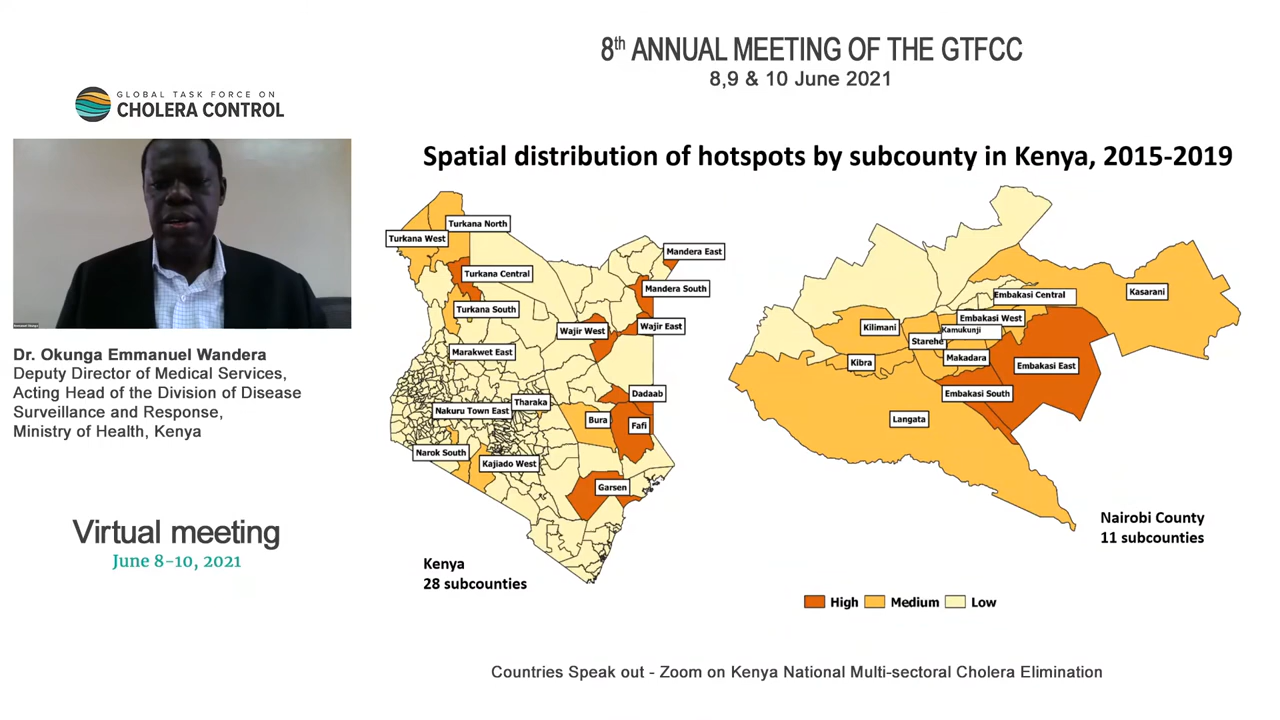 8th ANNUAL MEETING OF THE GTFCC
8,9 & 10 June 2021
GLOBAL TASK FORCE ON
CHOLERA CONTROL
Dr. Okunga Emmanuel Wandera
Deputy Director of Medical Services,
Acting Head of the Division of Disease
Surveillance and Response,
Ministry of Health, Kenya
Virtual meeting
June 8-10, 2021
Spatial distribution of hotspots by subcounty in Kenya, 2015-2019
Turkana North
Turkana West
Mandera East
Turkana Central
Mandera South
Turkana South
Wajir West
Wajir East
Marakwet East
Dadaab
Tharaka
Nakuru Town East
Bura
Fafi
Narok South
Kajiado West
Garsen
Kenya
28 subcounties
Kasarani
Embakasi Central
Embakasi West
Kilimani
Kamukunji
Starehe
Makadara
Kibra
Embakasi East
Embakasi South
Langata
Nairobi County
11 subcounties
High
Medium
Low
Countries Speak out - Zoom on Kenya National Multi-sectoral Cholera Elimination